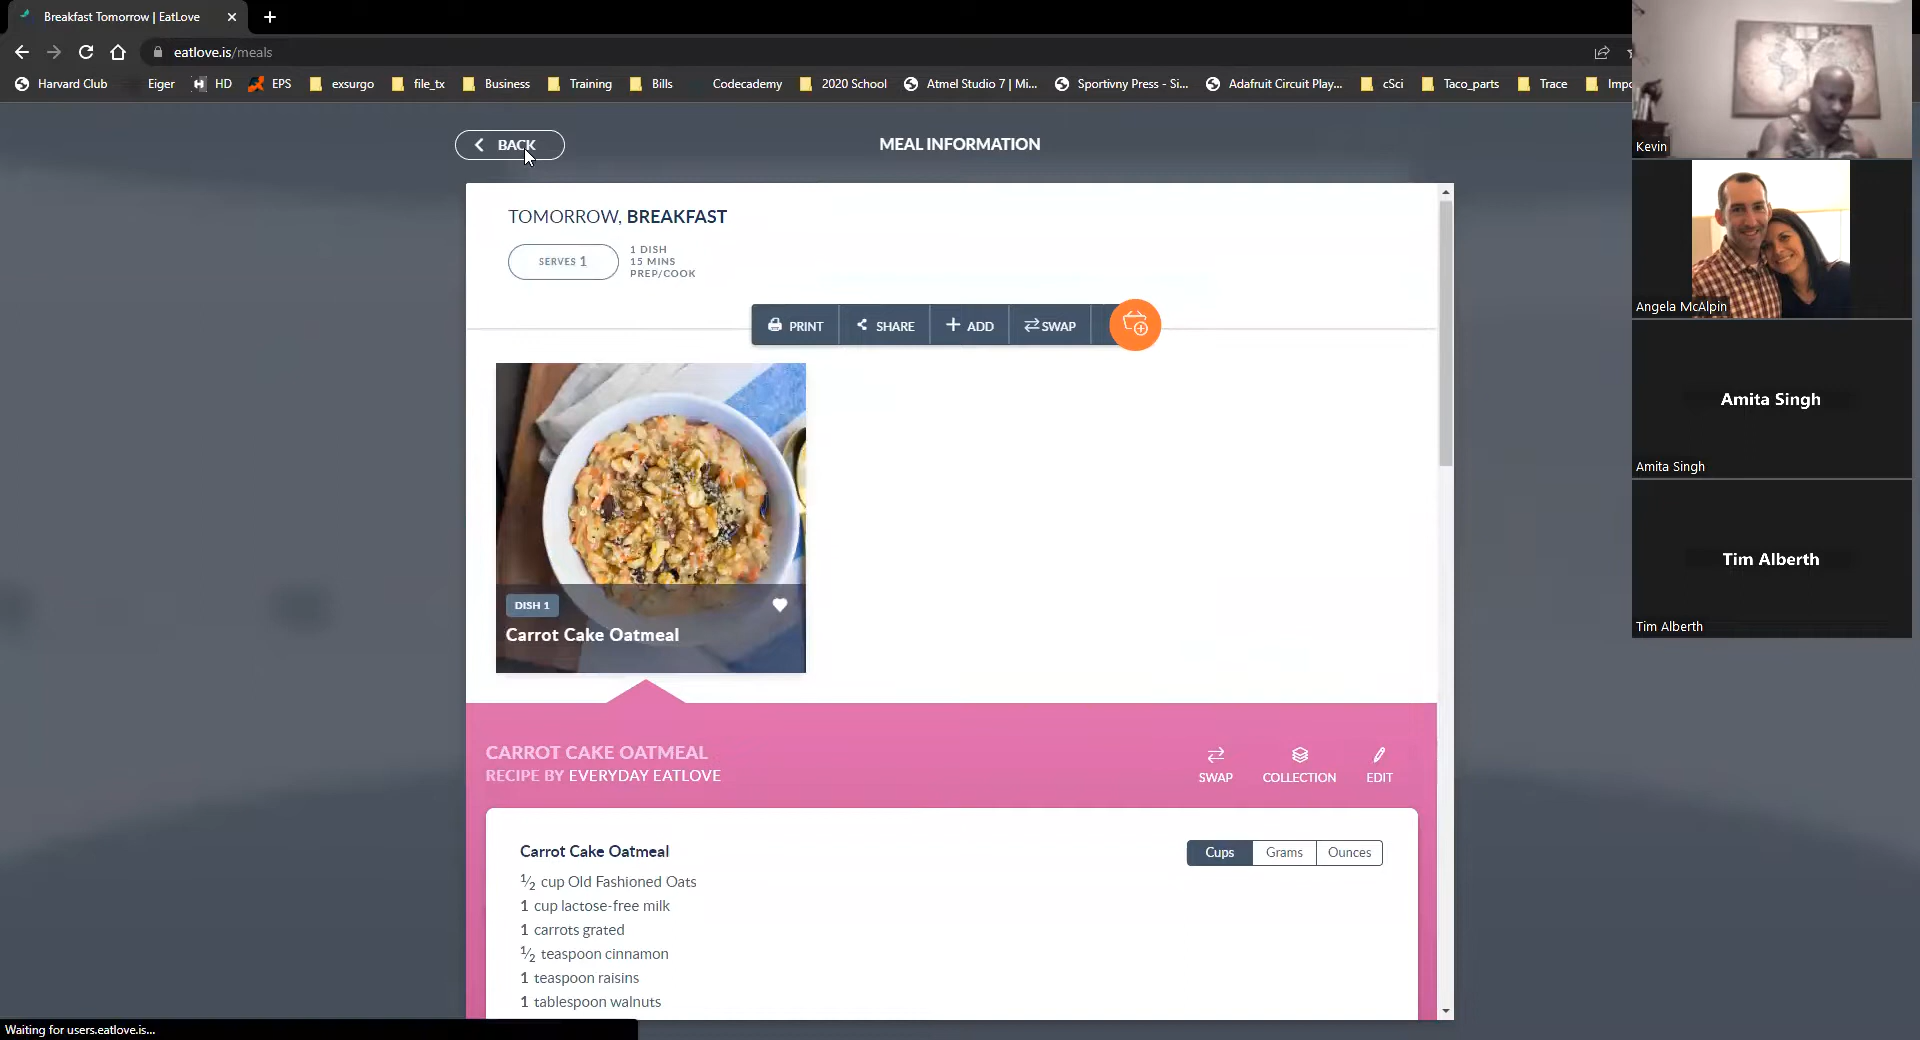 Breakfast Tomorrow | EatLove
eatlove.is/meals
Harvard Club
Eiger
HD
EPS
exsurgo
file_tx
Business
Training
Bills
Codecademy
2020 School
Atmel Studio 7 | Mi...
Sportivny Press - Si...
Adafruit Circuit Play...
cSci
Taco_parts
Trace
Impo
Kevin
Angela McAlpin
Amita Singh
Amita Singh
Tim Alberth
Tim Alberth
BACK
MEAL INFORMATION
TOMORROW, BREAKFAST
SERVES 1
1 DISH
15 MINS
PREP/COOK
PRINT
SHARE
ADD
SWAP
DISH 1
Carrot Cake Oatmeal
CARROT CAKE OATMEAL
RECIPE BY EVERYDAY EATLOVE
SWAP
COLLECTION
EDIT
Carrot Cake Oatmeal
Cups
Grams
Ounces
1/2 cup Old Fashioned Oats
1 cup lactose-free milk
1 carrots grated
1/2 teaspoon cinnamon
1 teaspoon raisins
1 tablespoon walnuts
Waiting for users.eatlove.is...